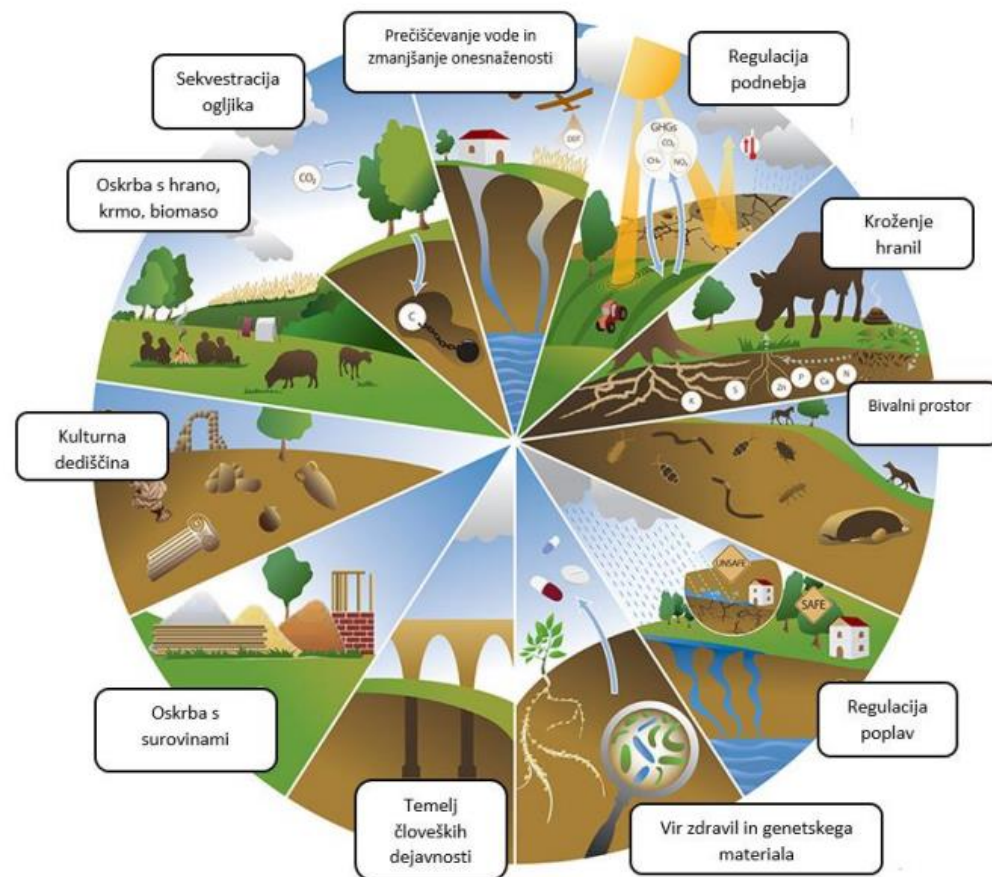 Prečiščevanje vode in
zmanjšanje onesnaženosti
Regulacija
podnebja
Sekvestracija
ogljika
Oskrba s hrano,
krmo, biomaso
Kroženje
hranil
Bivalni prostor
Kulturna
dediščina
Oskrba s
surovinami
Temelj
človeških
dejavnosti
Vir zdravil in genetskega
materiala
Regulacija
poplav
CO₂
C
DDT
GHGs
CO₂
CH₄
NOₓ
K
S
Zn
P
Ca
N
UNSAFE
SAFE